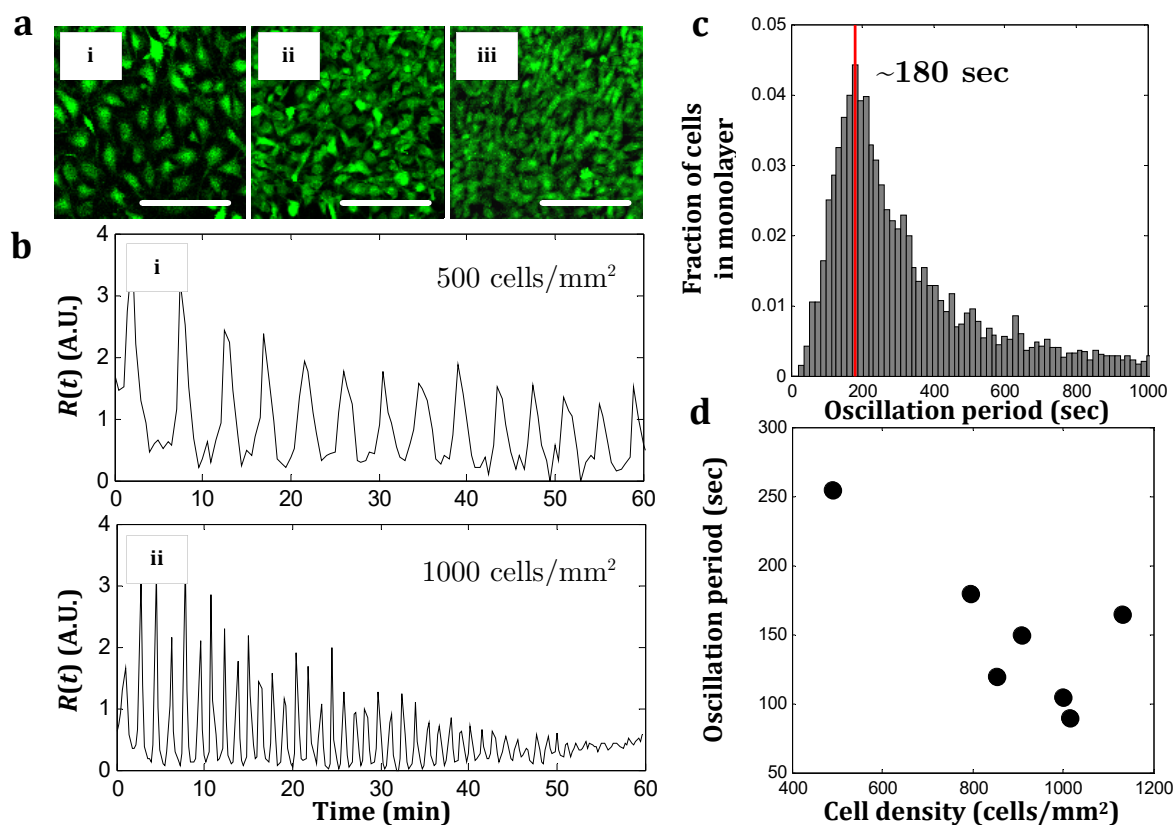 a
i
ii
iii
b
4
3
2
1
0
R(t) (A.U.)
i
500 cells/mm²
0
10
20
30
40
50
60
4
3
2
1
0
R(t) (A.U.)
ii
1000 cells/mm²
0
10
20
30
40
50
60
Time (min)
c
0.05
0.04
0.03
0.02
0.01
0
Fraction of cells
in monolayer
~180 sec
0
200
400
600
800
1000
Oscillation period (sec)
d
300
250
200
150
100
50
Oscillation period (sec)
400
600
800
1000
1200
Cell density (cells/mm²)